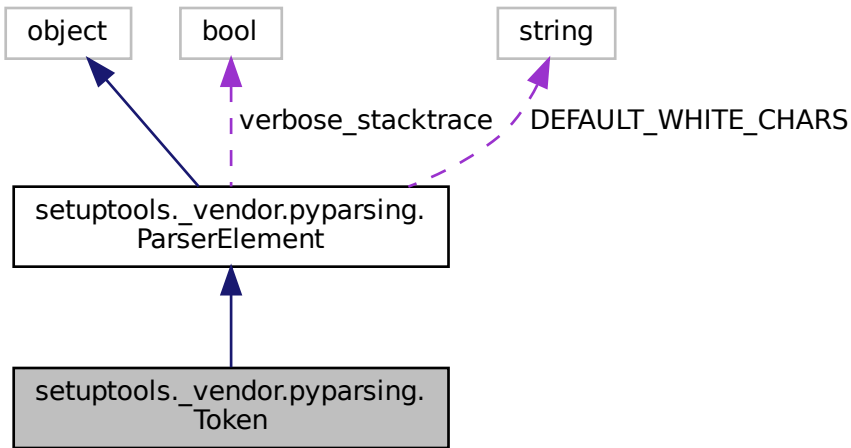 object
bool
string
verbose_stacktrace
DEFAULT_WHITE_CHARS
setuptools._vendor.pyparsing.
ParserElement
setuptools._vendor.pyparsing.
Token